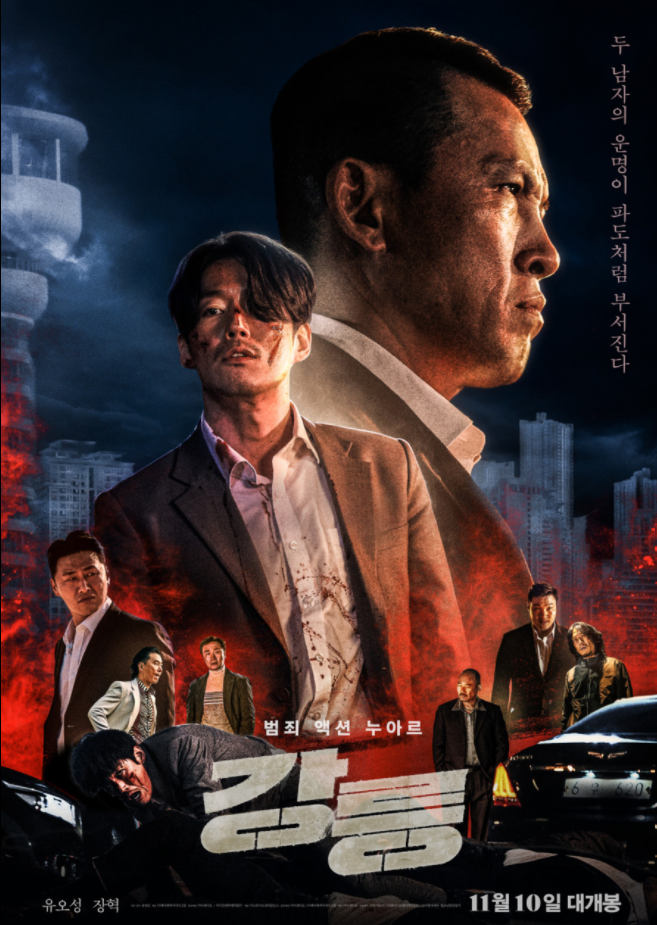 두 남자의 운명이 파도처럼 부서진다
범죄 액션 누아르
강릉
유오성 장혁
11월 10일 대개봉